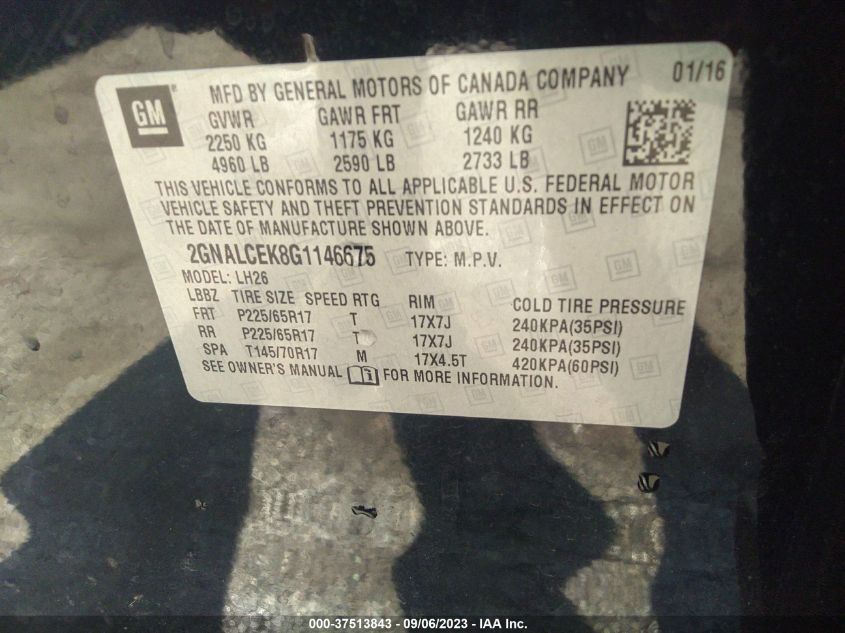 GM
MFD BY GENERAL MOTORS OF CANADA COMPANY 01/16
GVWR GAWR FRT GAWR RR
2250 KG 1175 KG 1240 KG
4960 LB 2590 LB 2733 LB
THIS VEHICLE CONFORMS TO ALL APPLICABLE U.S. FEDERAL MOTOR
VEHICLE SAFETY AND THEFT PREVENTION STANDARDS IN EFFECT ON
THE DATE OF MANUFACTURE SHOWN ABOVE.
2GNALCEK8G1146675 TYPE: M.P.V.
MODEL: LH26
LBBZ TIRE SIZE SPEED RTG RIM COLD TIRE PRESSURE
FRT P225/65R17 T 17X7J 240KPA(35PSI)
RR P225/65R17 T 17X7J 240KPA(35PSI)
SPA T145/70R17 M 17X4.5T 420KPA(60PSI)
SEE OWNER'S MANUAL FOR MORE INFORMATION.
000-37513843 - 09/06/2023 - IAA Inc.